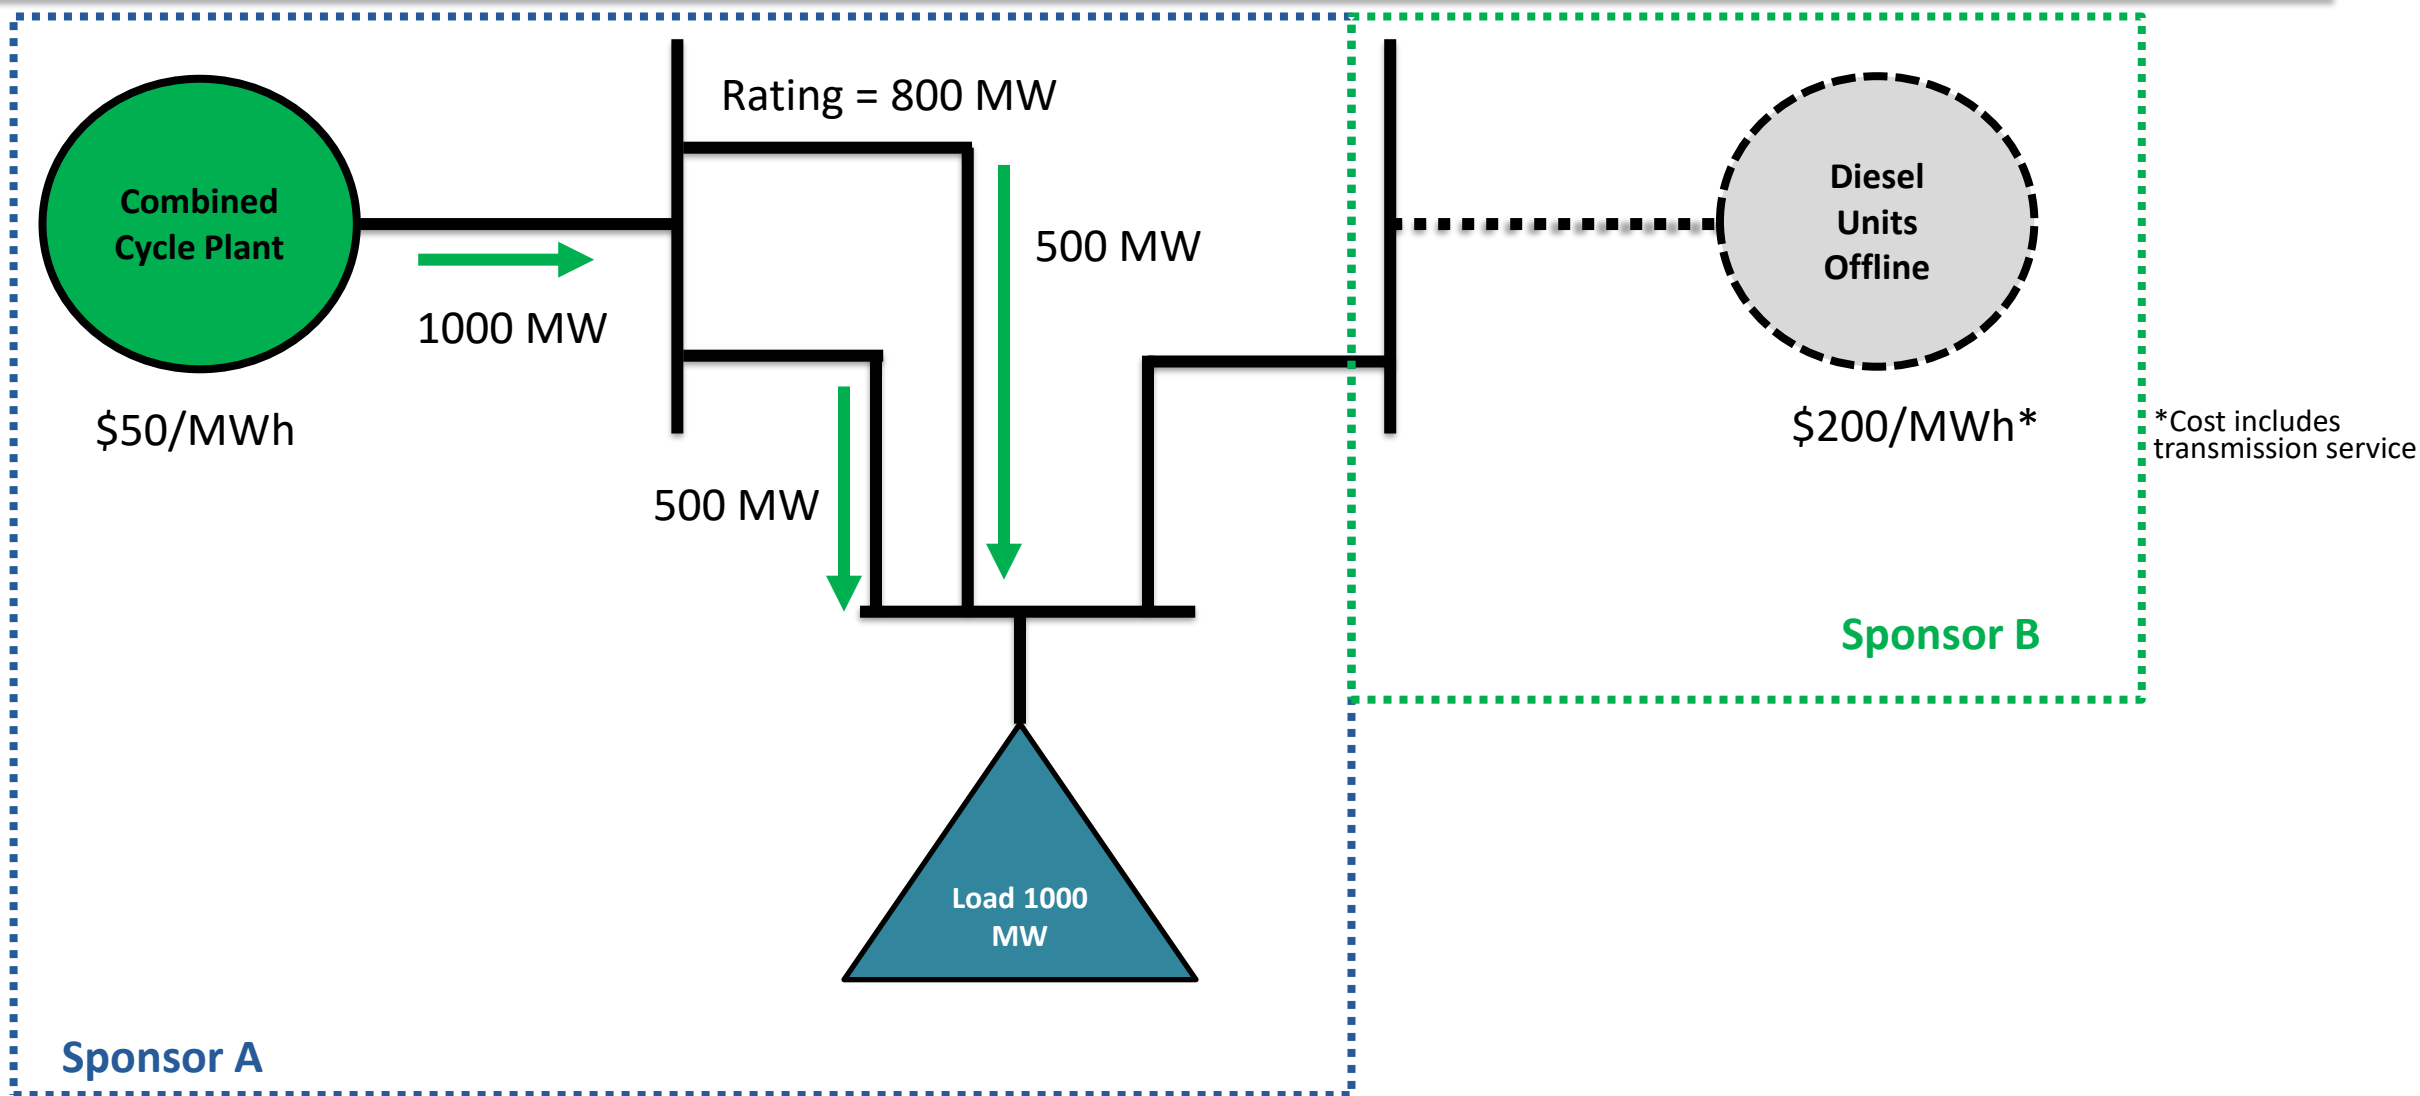 Rating = 800 MW
Combined
Cycle Plant
1000 MW
$50/MWh
500 MW
500 MW
Diesel
Units
Offline
$200/MWh*
*Cost includes
transmission service
Sponsor B
Load 1000
MW
Sponsor A